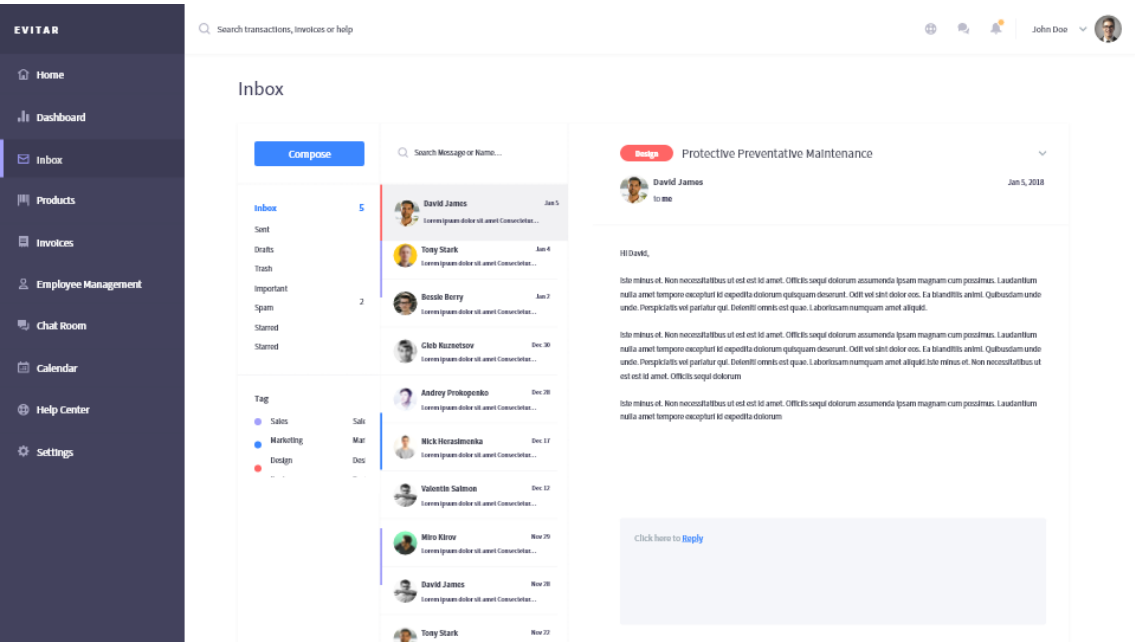 EVITAR
Search transactions, invoices or help
John Doe
Home
Dashboard
Inbox
Products
Invoices
Employee Management
Chat Room
Calendar
Help Center
Settings
Inbox
Compose
Inbox 5
Sent
Drafts
Trash
Important
Spam 2
Starred
Starred
Tag
Sales Sale
Marketing Mar
Design Des
Search Message or Name...
David James Jan 5
Lorem ipsum dolor sit amet Consectetur...
Tony Stark Jan 4
Lorem ipsum dolor sit amet Consectetur...
Bessie Berry Jan 2
Lorem ipsum dolor sit amet Consectetur...
Gleb Kuznetsov Dec 30
Lorem ipsum dolor sit amet Consectetur...
Andrey Prokopenko Dec 28
Lorem ipsum dolor sit amet Consectetur...
Nick Herasimenka Dec 17
Lorem ipsum dolor sit amet Consectetur...
Valentin Salmon Dec 12
Lorem ipsum dolor sit amet Consectetur...
Miro Kirov Nov 29
Lorem ipsum dolor sit amet Consectetur...
David James Nov 28
Lorem ipsum dolor sit amet Consectetur...
Tony Stark Nov 22
Design Protective Preventative Maintenance
David James Jan 5, 2018
to me
Hi David,
Iste minus et. Non necessitatibus ut est est id amet. Officiis sequi dolorum assumenda ipsam magnam cum possimus. Laudantium
nulla amet tempore excepturi id expedita dolorum quisquam deserunt. Odit vel sint dolor eos. Ea blanditiis animi. Quibusdam unde
unde. Perspiciatis vel pariatur qui. Deleniti omnis est quae. Laboriosam numquam amet aliquid.
Iste minus et. Non necessitatibus ut est est id amet. Officiis sequi dolorum assumenda ipsam magnam cum possimus. Laudantium
nulla amet tempore excepturi id expedita dolorum quisquam deserunt. Odit vel sint dolor eos. Ea blanditiis animi. Quibusdam unde
unde. Perspiciatis vel pariatur qui. Deleniti omnis est quae. Laboriosam numquam amet aliquid.Iste minus et. Non necessitatibus ut
est est id amet. Officiis sequi dolorum
Iste minus et. Non necessitatibus ut est est id amet. Officiis sequi dolorum assumenda ipsam magnam cum possimus. Laudantium
nulla amet tempore excepturi id expedita dolorum
Click here to Reply